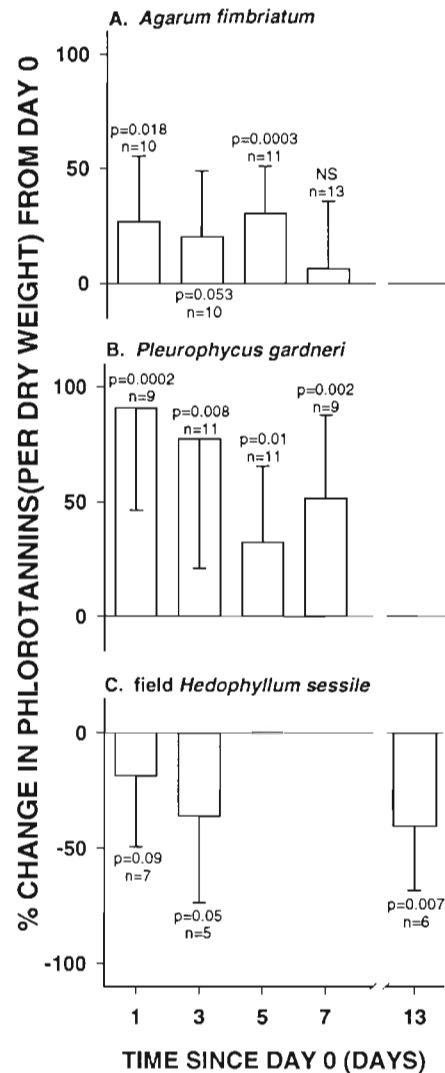 % CHANGE IN PHLOROTANNINS(PER DRY WEIGHT) FROM DAY 0
A. Agarum fimbriatum
100
50
0
p=0.018
n=10
p=0.053
n=10
p=0.0003
n=11
NS
n=13
B. Pleurophycus gardneri
100
50
0
p=0.0002
n=9
p=0.008
n=11
p=0.01
n=11
p=0.002
n=9
C. field Hedophyllum sessile
0
-50
-100
p=0.09
n=7
p=0.05
n=5
p=0.007
n=6
1 3 5 7 13
TIME SINCE DAY 0 (DAYS)